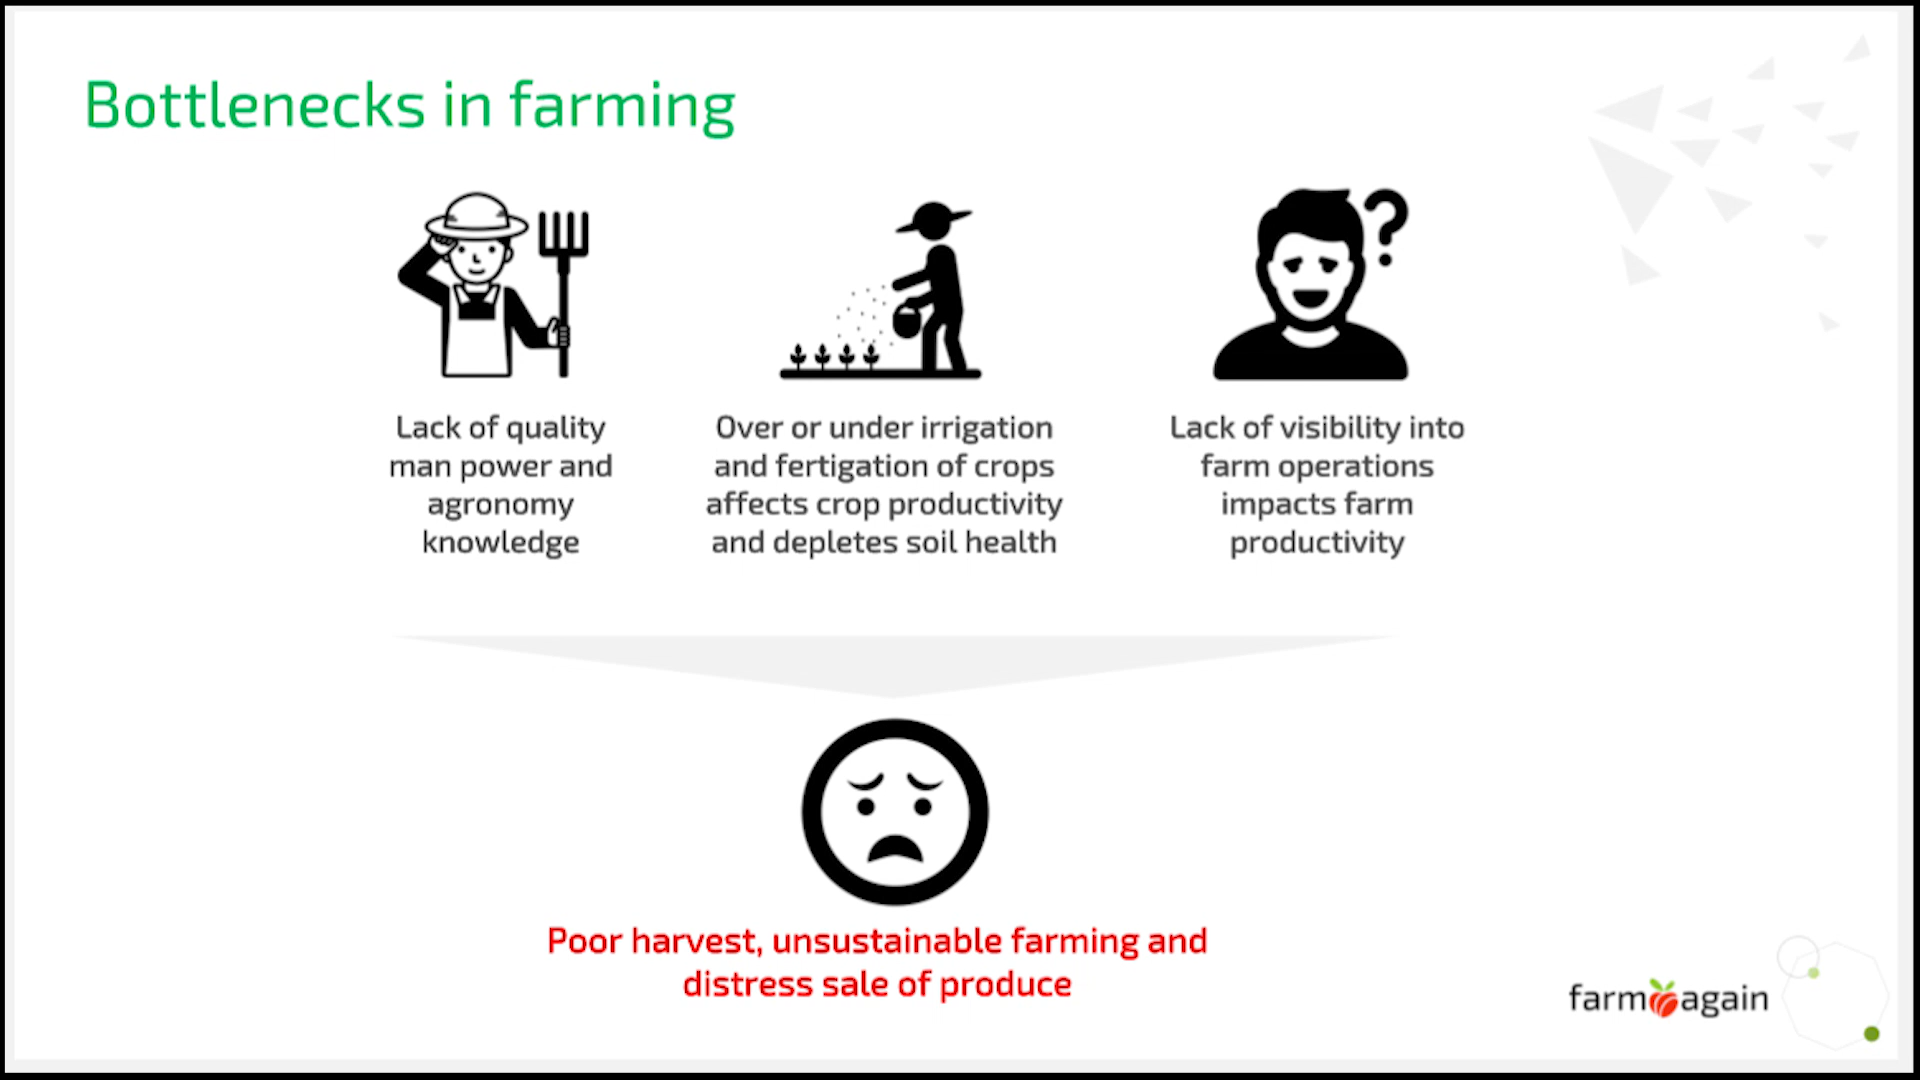 Bottlenecks in farming
Lack of quality
man power and
agronomy
knowledge
Over or under irrigation
and fertigation of crops
affects crop productivity
and depletes soil health
Lack of visibility into
farm operations
impacts farm
productivity
Poor harvest, unsustainable farming and
distress sale of produce
farm again